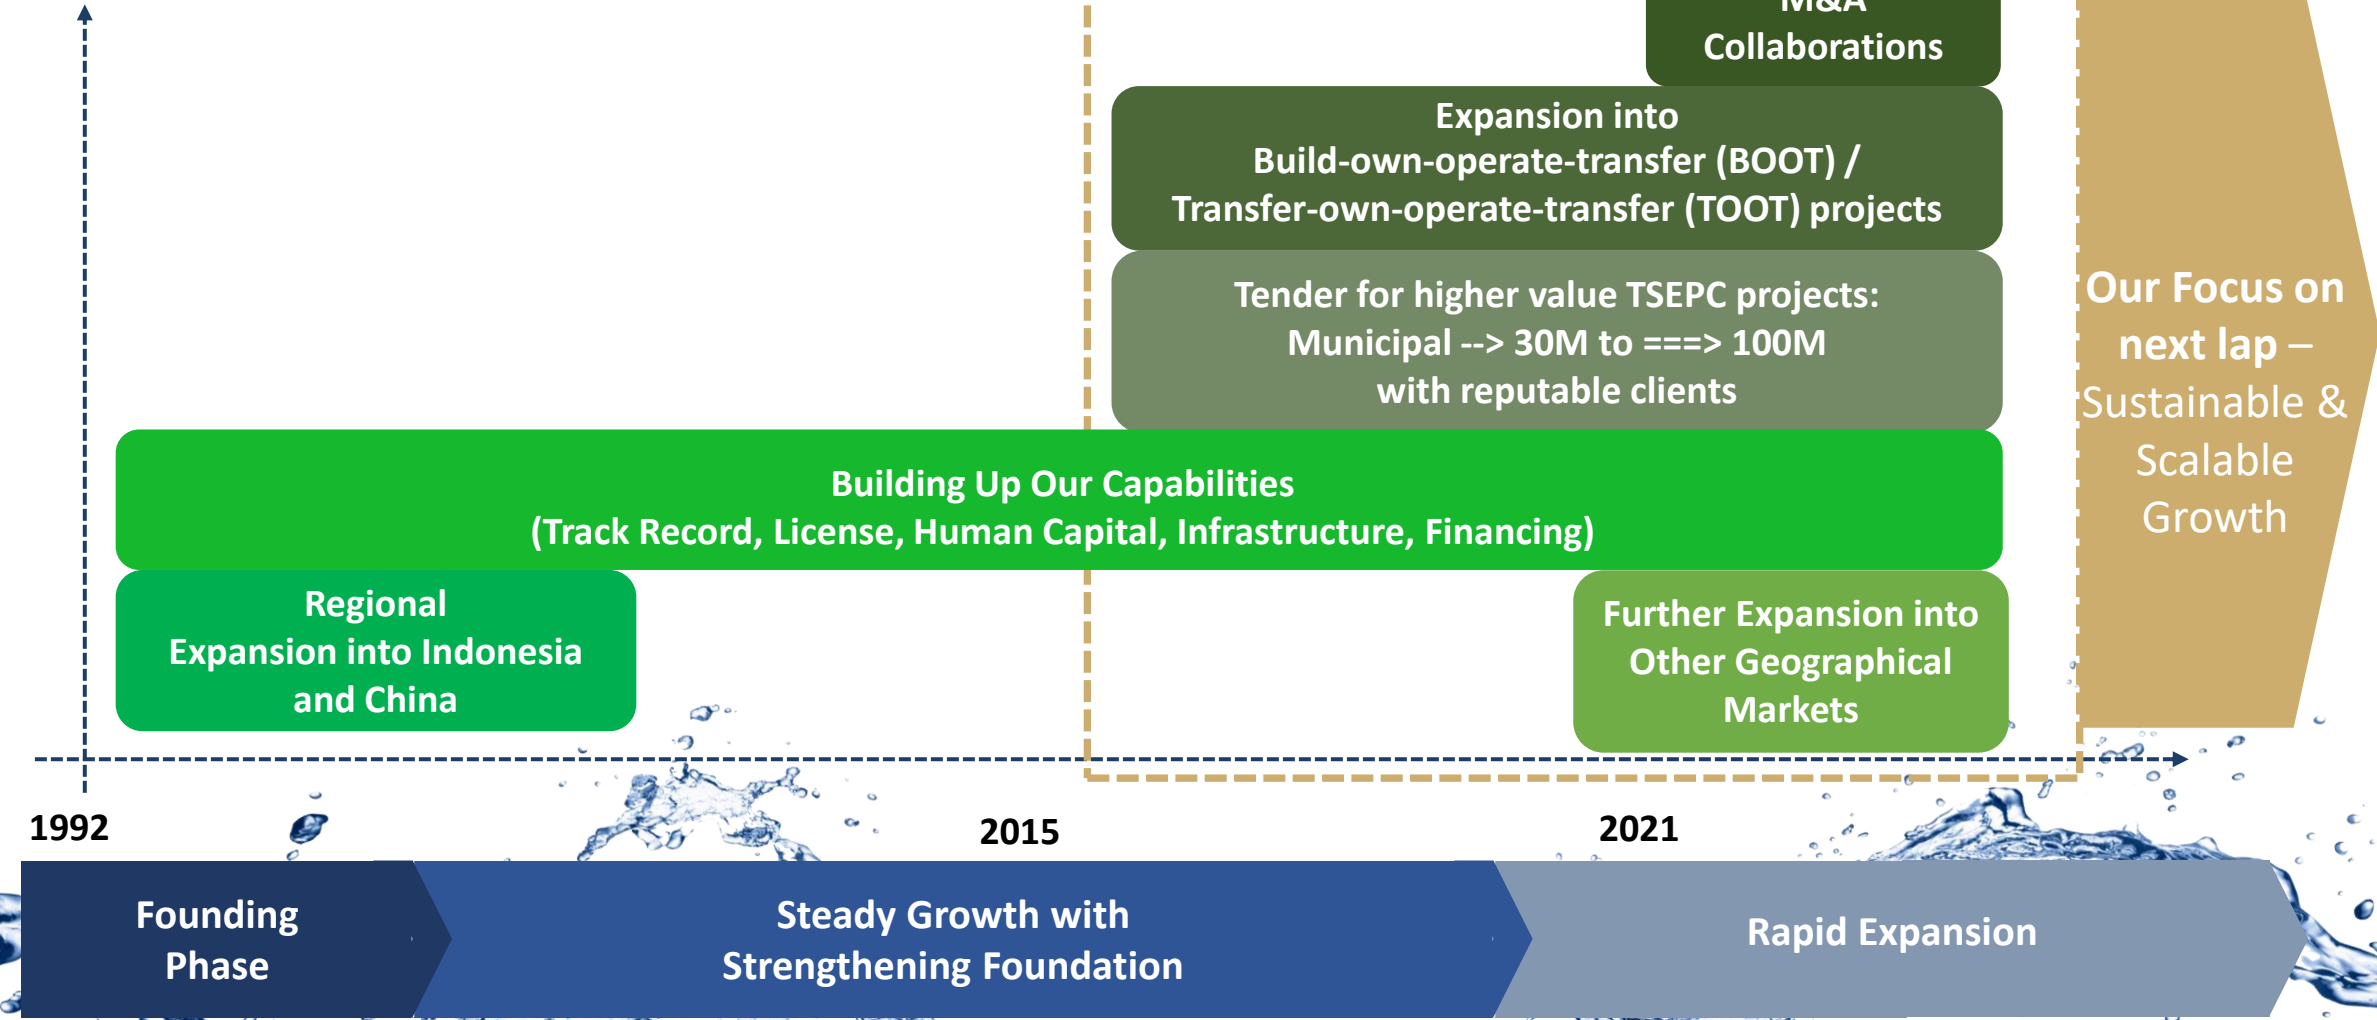 M&A
Collaborations
Expansion into
Build-own-operate-transfer (BOOT) /
Transfer-own-operate-transfer (TOOT) projects
Tender for higher value TSEPC projects:
Municipal --> 30M to ===> 100M
with reputable clients
Our Focus on
next lap –
Sustainable &
Scalable
Growth
Building Up Our Capabilities
(Track Record, License, Human Capital, Infrastructure, Financing)
Regional
Expansion into Indonesia
and China
Further Expansion into
Other Geographical
Markets
1992
2015
2021
Founding
Phase
Steady Growth with
Strengthening Foundation
Rapid Expansion